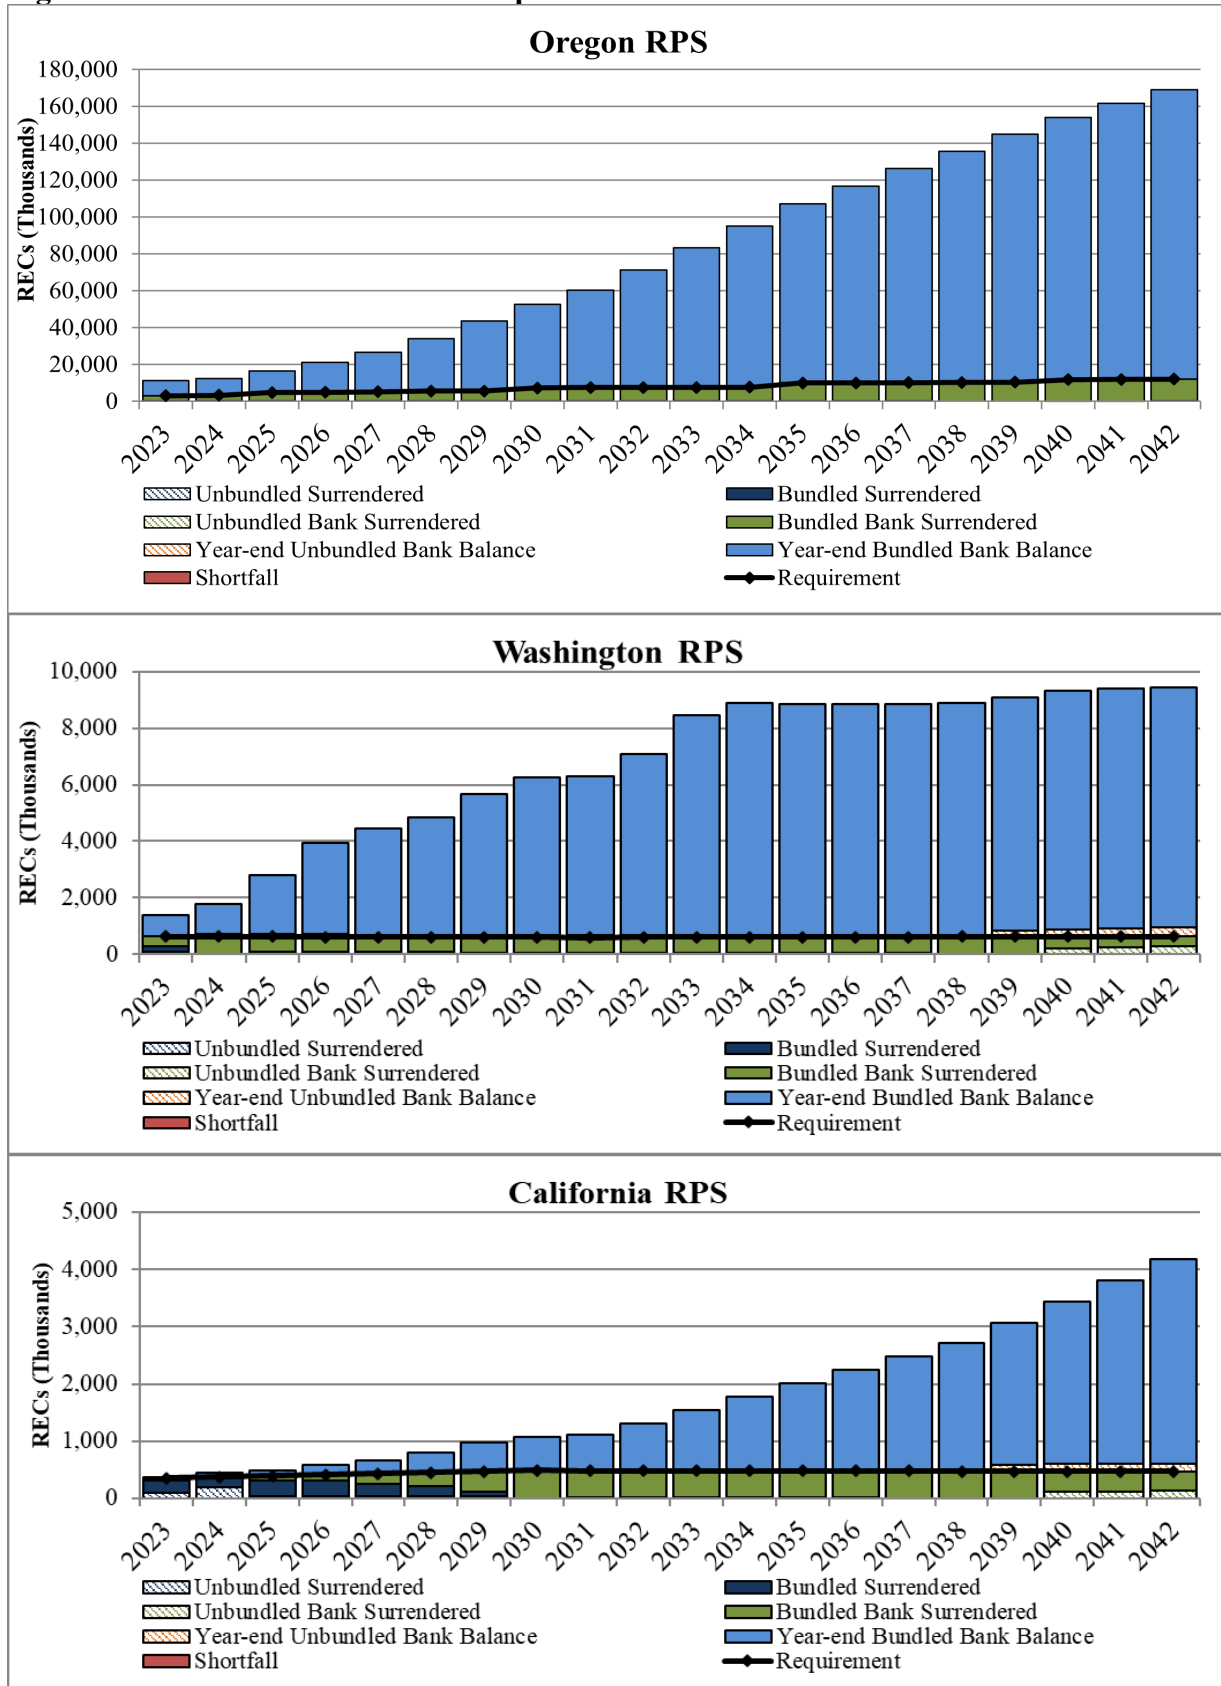 Oregon RPS
RECs (Thousands)
180,000
160,000
140,000
120,000
100,000
80,000
60,000
40,000
20,000
0
2023 2024 2025 2026 2027 2028 2029 2030 2031 2032 2033 2034 2035 2036 2037 2038 2039 2040 2041 2042
Unbundled Surrendered Bundled Surrendered
Unbundled Bank Surrendered Bundled Bank Surrendered
Year-end Unbundled Bank Balance Year-end Bundled Bank Balance
Shortfall Requirement
Washington RPS
RECs (Thousands)
10,000
8,000
6,000
4,000
2,000
0
2023 2024 2025 2026 2027 2028 2029 2030 2031 2032 2033 2034 2035 2036 2037 2038 2039 2040 2041 2042
Unbundled Surrendered Bundled Surrendered
Unbundled Bank Surrendered Bundled Bank Surrendered
Year-end Unbundled Bank Balance Year-end Bundled Bank Balance
Shortfall Requirement
California RPS
RECs (Thousands)
5,000
4,000
3,000
2,000
1,000
0
2023 2024 2025 2026 2027 2028 2029 2030 2031 2032 2033 2034 2035 2036 2037 2038 2039 2040 2041 2042
Unbundled Surrendered Bundled Surrendered
Unbundled Bank Surrendered Bundled Bank Surrendered
Year-end Unbundled Bank Balance Year-end Bundled Bank Balance
Shortfall Requirement